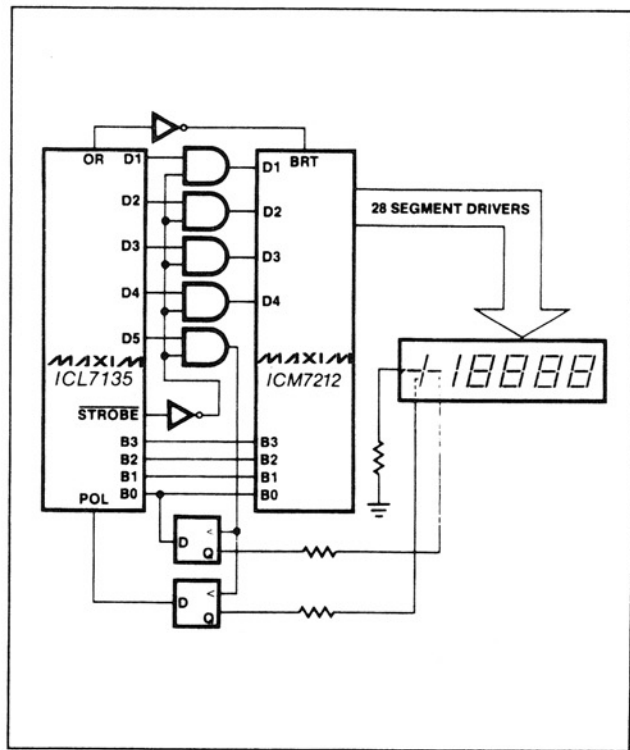 OR
D1
BRT
D1
D2
D2
28 SEGMENT DRIVERS
D3
D3
D4
D4
D5
MAXIM
ICL7135
MAXIM
ICM7212
STROBE
B3
B3
B2
B2
B1
B1
POL
B0
B0
D
<
Q
D
<
Q